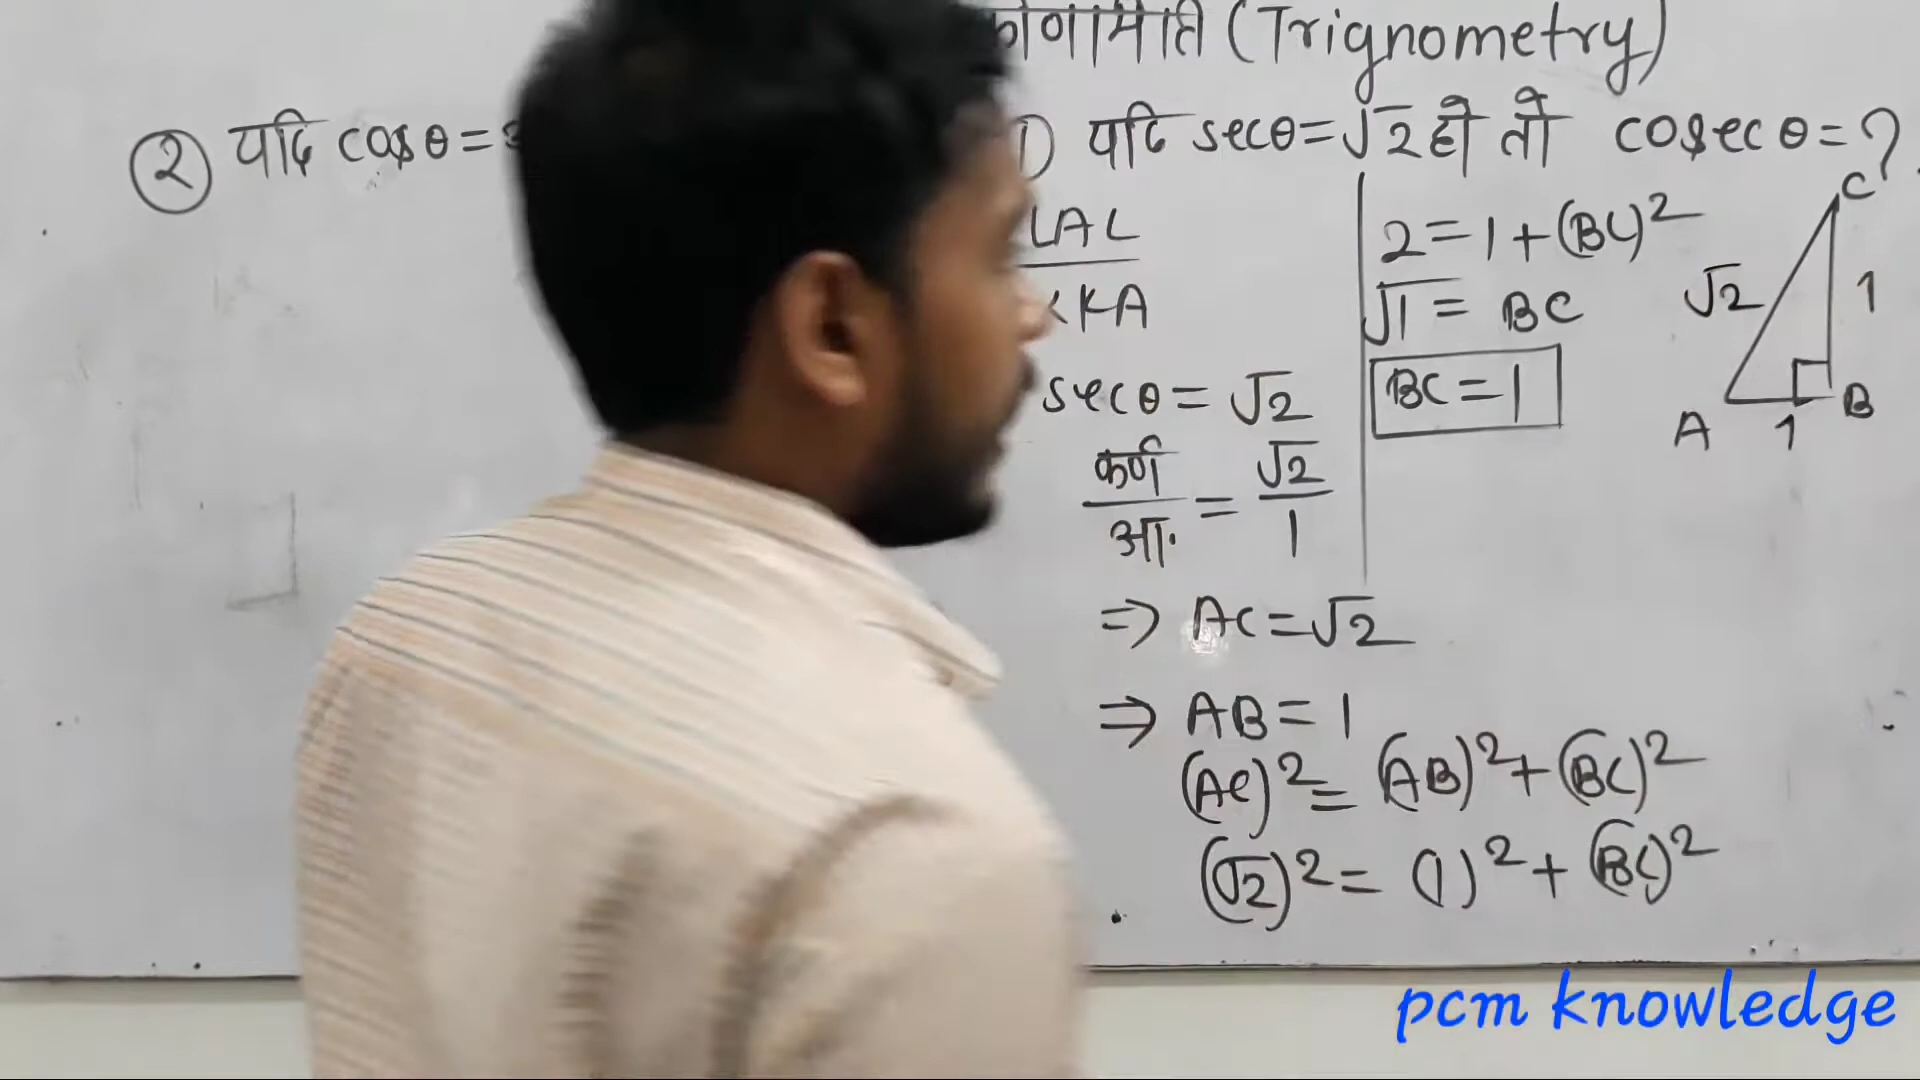 (Trignometry)
② यदि cosθ =
1) यदि secθ = √2 हो तो cosecθ = ?
LAL
KKA
secθ = √2
कर्ण/आ. = √2/1
⇒ AC = √2
⇒ AB = 1
(AC)² = (AB)² + (BC)²
(√2)² = (1)² + (BC)²
2 = 1 + (BC)²
√1 = BC
BC = 1
C
√2
1
A
1
B
pcm knowledge